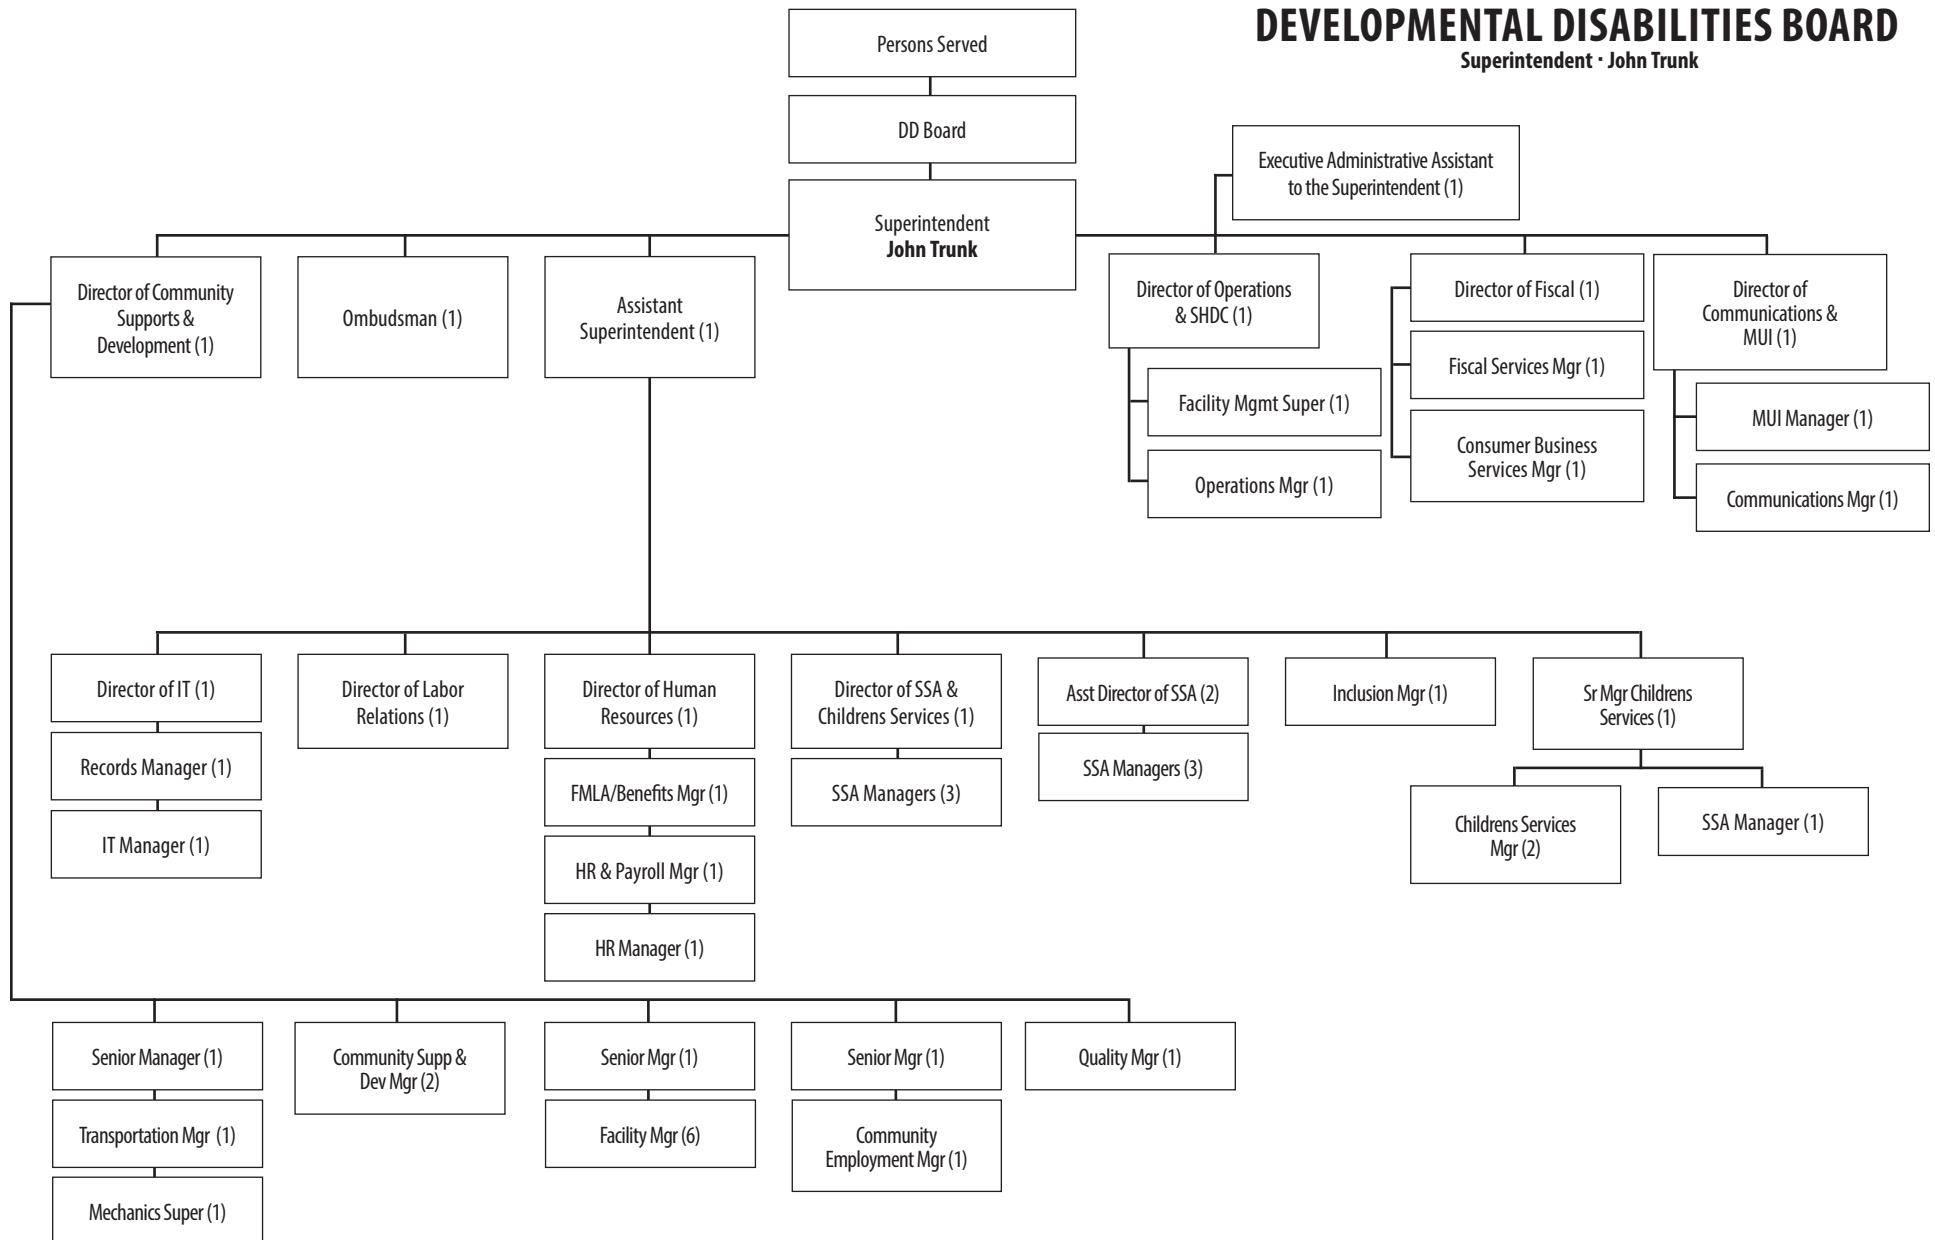 DEVELOPMENTAL DISABILITIES BOARD
Superintendent · John Trunk
Persons Served
DD Board
Executive Administrative Assistant
to the Superintendent (1)
Superintendent
John Trunk
Director of Community
Supports &
Development (1)
Ombudsman (1)
Assistant
Superintendent (1)
Director of Operations
& SHDC (1)
Facility Mgmt Super (1)
Operations Mgr (1)
Director of Fiscal (1)
Fiscal Services Mgr (1)
Consumer Business
Services Mgr (1)
Director of
Communications &
MUI (1)
MUI Manager (1)
Communications Mgr (1)
Director of IT (1)
Records Manager (1)
IT Manager (1)
Director of Labor
Relations (1)
Director of Human
Resources (1)
FMLA/Benefits Mgr (1)
HR & Payroll Mgr (1)
HR Manager (1)
Director of SSA &
Childrens Services (1)
SSA Managers (3)
Asst Director of SSA (2)
SSA Managers (3)
Inclusion Mgr (1)
Sr Mgr Childrens
Services (1)
Childrens Services
Mgr (2)
SSA Manager (1)
Senior Manager (1)
Transportation Mgr (1)
Mechanics Super (1)
Community Supp &
Dev Mgr (2)
Senior Mgr (1)
Facility Mgr (6)
Senior Mgr (1)
Community
Employment Mgr (1)
Quality Mgr (1)